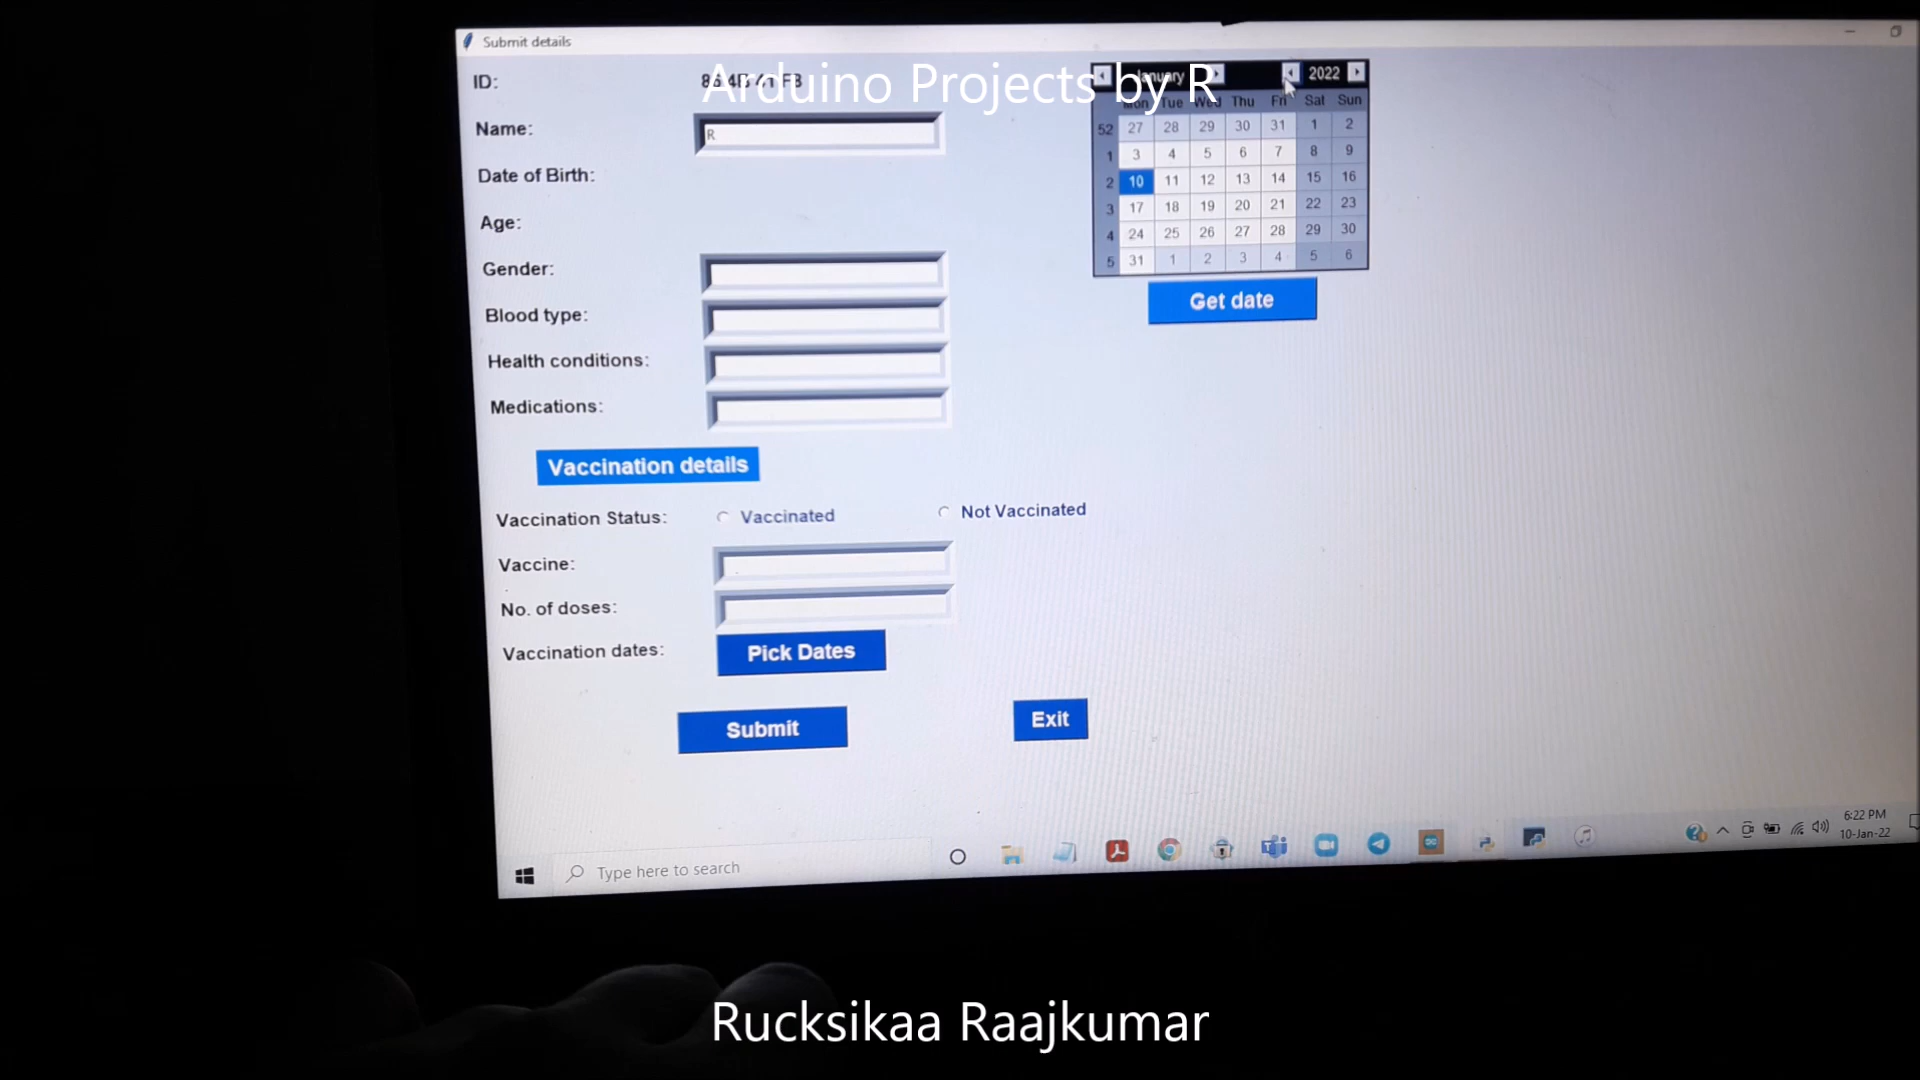 Submit details
Arduino Projects by R
ID:
Name: R
Date of Birth:
Age:
Gender:
Blood type:
Health conditions:
Medications:
January 2022
Mon Tue Wed Thu Fri Sat Sun
52 27 28 29 30 31 1 2
1 3 4 5 6 7 8 9
2 10 11 12 13 14 15 16
3 17 18 19 20 21 22 23
4 24 25 26 27 28 29 30
5 31 1 2 3 4 5 6
Get date
Vaccination details
Vaccination Status: Vaccinated Not Vaccinated
Vaccine:
No. of doses:
Vaccination dates: Pick Dates
Submit Exit
Type here to search
6:22 PM
10-Jan-22
Rucksikaa Raajkumar